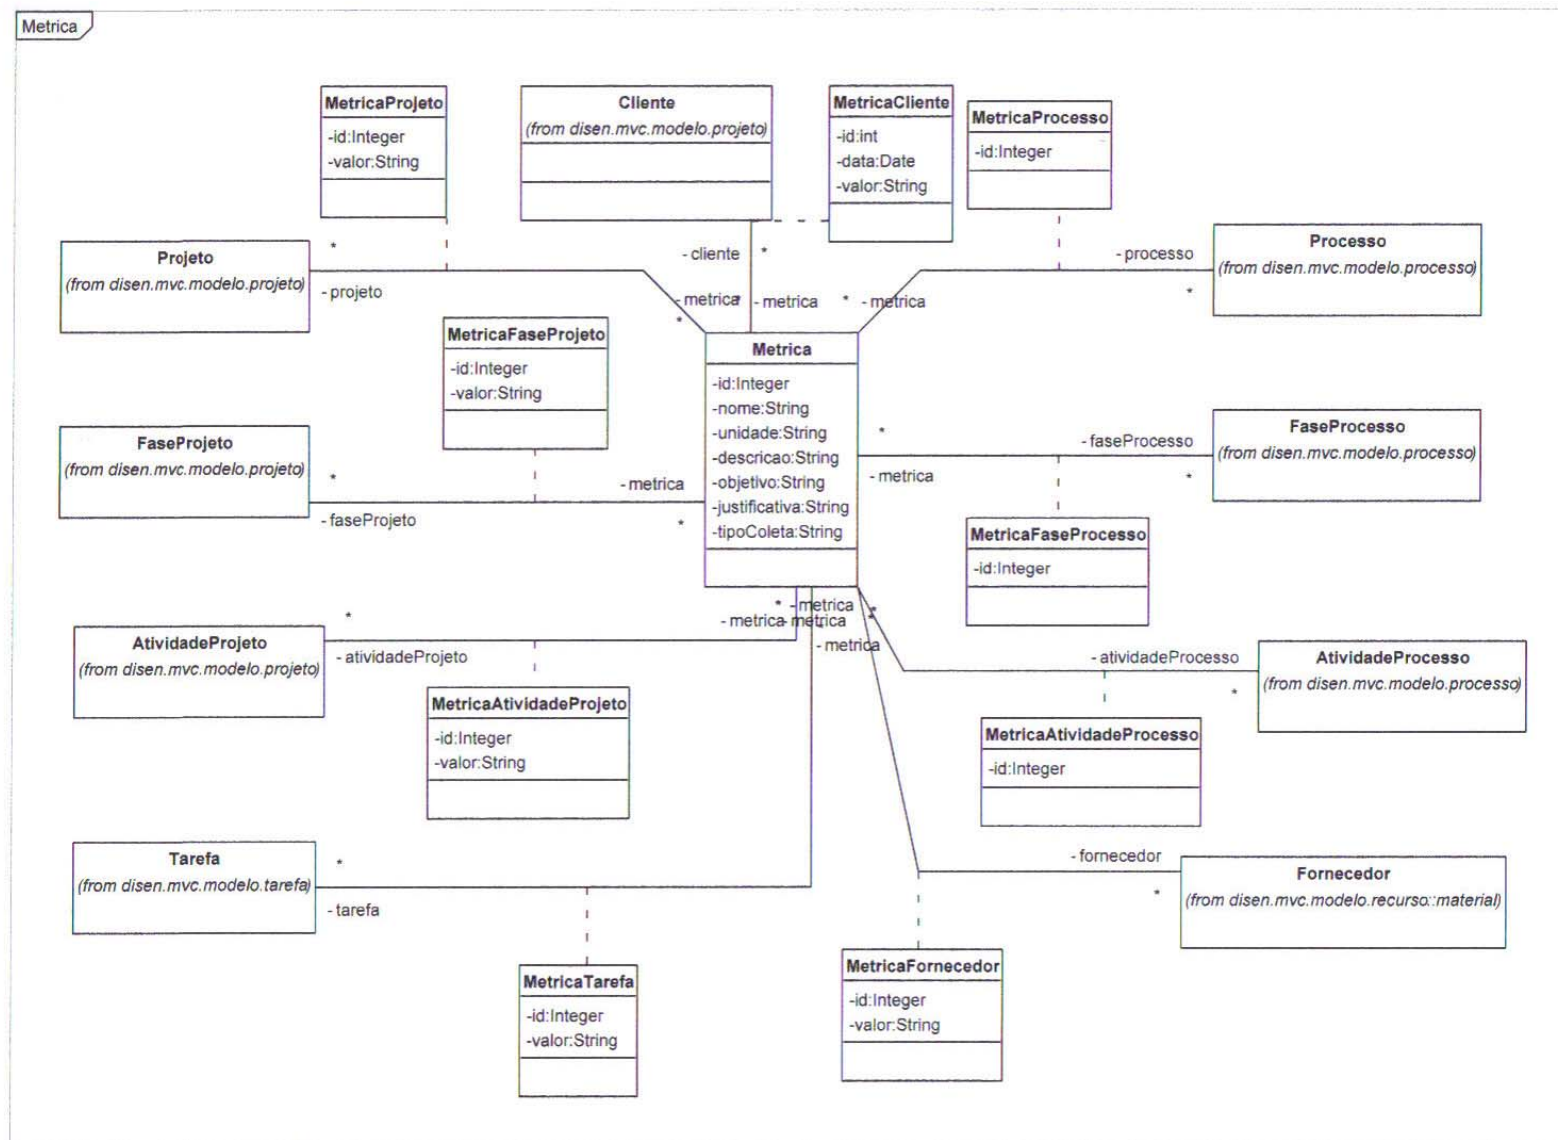 Metrica
MetricaProjeto
-id:Integer
-valor:String
Cliente
(from disen.mvc.modelo.projeto)
MetricaCliente
-id:int
-data:Date
-valor:String
MetricaProcesso
-id:Integer
Projeto
(from disen.mvc.modelo.projeto)
*
- projeto
- metrica
*
- cliente
*
*
- metrica
*
- metrica
- processo
*
Processo
(from disen.mvc.modelo.processo)
MetricaFaseProjeto
-id:Integer
-valor:String
Metrica
-id:Integer
-nome:String
-unidade:String
-descricao:String
-objetivo:String
-justificativa:String
-tipoColeta:String
FaseProjeto
(from disen.mvc.modelo.projeto)
*
- faseProjeto
- metrica
*
*
- metrica
- faseProcesso
*
FaseProcesso
(from disen.mvc.modelo.processo)
MetricaFaseProcesso
-id:Integer
AtividadeProjeto
(from disen.mvc.modelo.projeto)
*
- atividadeProjeto
*
- metrica
*
- metrica
- metrica
*
*
- metrica
- atividadeProcesso
*
AtividadeProcesso
(from disen.mvc.modelo.processo)
MetricaAtividadeProjeto
-id:Integer
-valor:String
MetricaAtividadeProcesso
-id:Integer
Tarefa
(from disen.mvc.modelo.tarefa)
*
- tarefa
- fornecedor
*
Fornecedor
(from disen.mvc.modelo.recurso::material)
MetricaTarefa
-id:Integer
-valor:String
MetricaFornecedor
-id:Integer
-valor:String